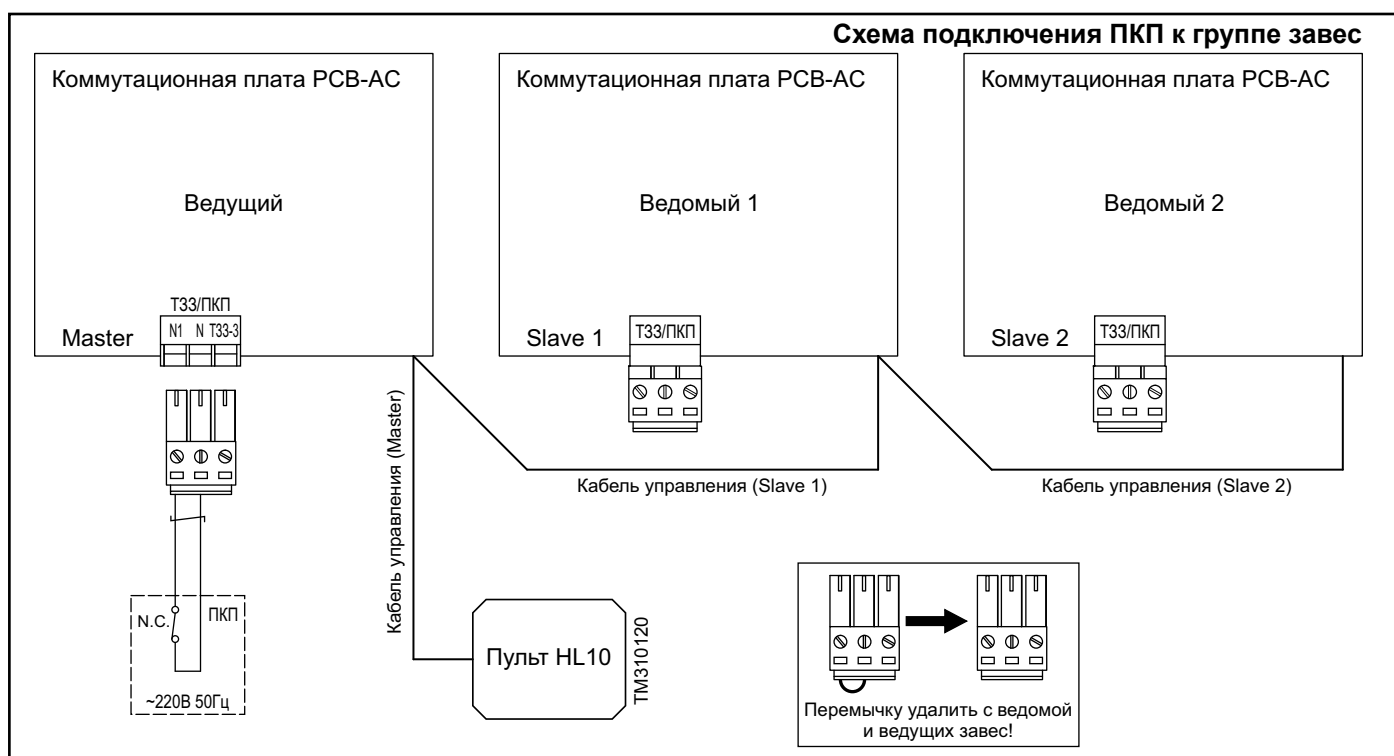 Схема подключения ПКП к группе завес
Коммутационная плата PCB-AC
Ведущий
ТЗЗ/ПКП
N1 N ТЗЗ-3
Master
Коммутационная плата PCB-AC
Ведомый 1
Slave 1
ТЗЗ/ПКП
Коммутационная плата PCB-AC
Ведомый 2
Slave 2
ТЗЗ/ПКП
Кабель управления (Master)
Кабель управления (Slave 1)
Кабель управления (Slave 2)
N.C.
ПКП
~220В 50Гц
Пульт HL10
TM310120
Перемычку удалить с ведомой
и ведущих завес!